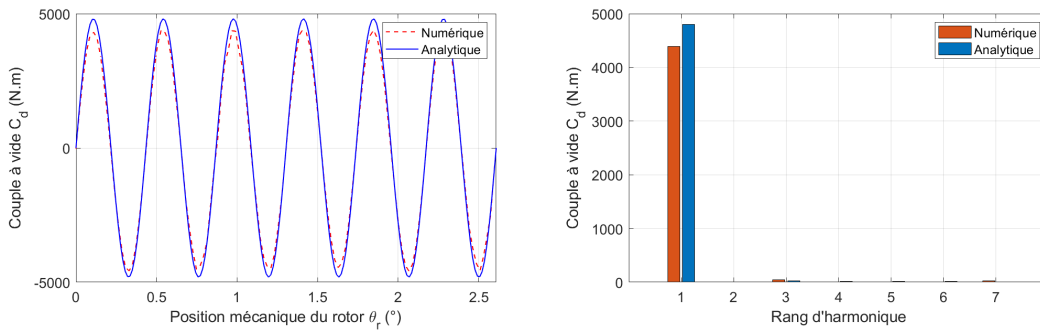 5000
0
-5000
Couple à vide C_d (N.m)
0
0.5
1
1.5
2
2.5
Position mécanique du rotor θ_r (°)
Numérique
Analytique
5000
4000
3000
2000
1000
0
Couple à vide C_d (N.m)
1
2
3
4
5
6
7
Rang d'harmonique
Numérique
Analytique